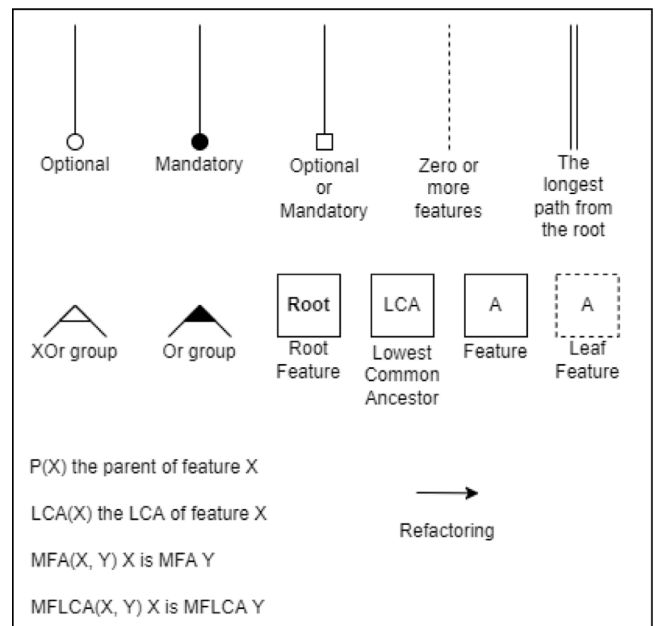 Optional
Mandatory
Optional
or
Mandatory
Zero or
more
features
The
longest
path from
the root
XOr group
Or group
Root
Root
Feature
LCA
Lowest
Common
Ancestor
A
Feature
A
Leaf
Feature
P(X) the parent of feature X
LCA(X) the LCA of feature X
MFA(X, Y) X is MFA Y
MFLCA(X, Y) X is MFLCA Y
Refactoring